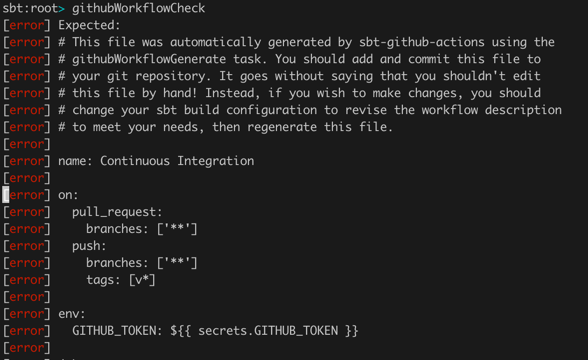 sbt:root> githubWorkflowCheck
[error] Expected:
[error] # This file was automatically generated by sbt-github-actions using the
[error] # githubWorkflowGenerate task. You should add and commit this file to
[error] # your git repository. It goes without saying that you shouldn't edit
[error] # this file by hand! Instead, if you wish to make changes, you should
[error] # change your sbt build configuration to revise the workflow description
[error] # to meet your needs, then regenerate this file.
[error]
[error] name: Continuous Integration
[error]
[error] on:
[error]   pull_request:
[error]     branches: ['**']
[error]   push:
[error]     branches: ['**']
[error]     tags: [v*]
[error]
[error] env:
[error]   GITHUB_TOKEN: ${{ secrets.GITHUB_TOKEN }}
[error]